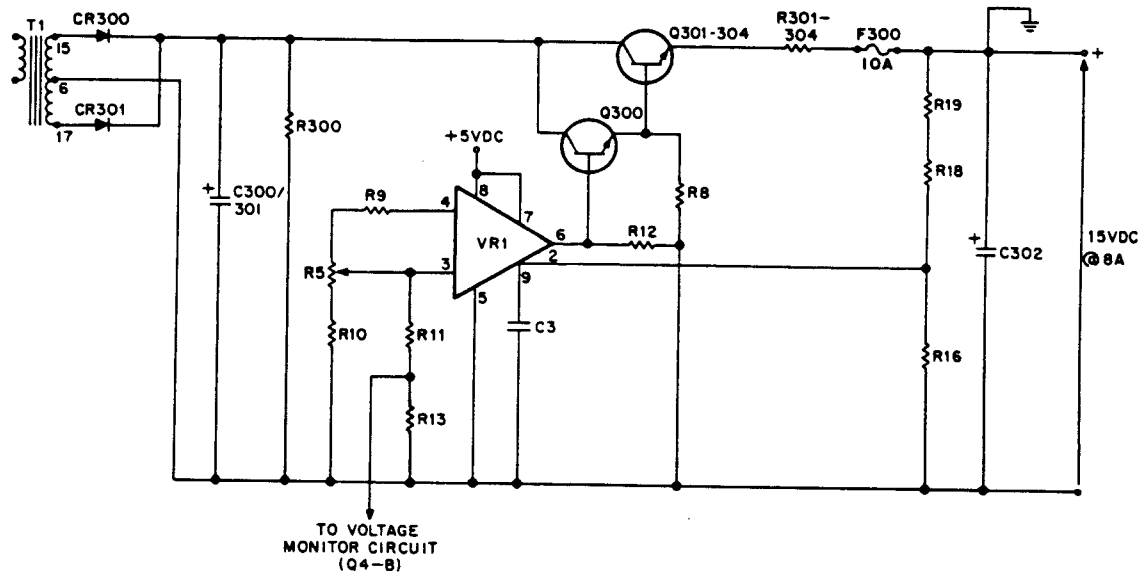 T1
CR300
15
6
CR301
17
R300
+
C300/
301
+5VDC
8
7
R9
4
VR1
6
2
3
9
5
R5
R10
R11
R13
C3
Q300
Q301-304
R301-
304
F300
10A
R8
R12
R19
R18
R16
+
C302
+
15VDC
@8A
TO VOLTAGE
MONITOR CIRCUIT
(Q4-B)